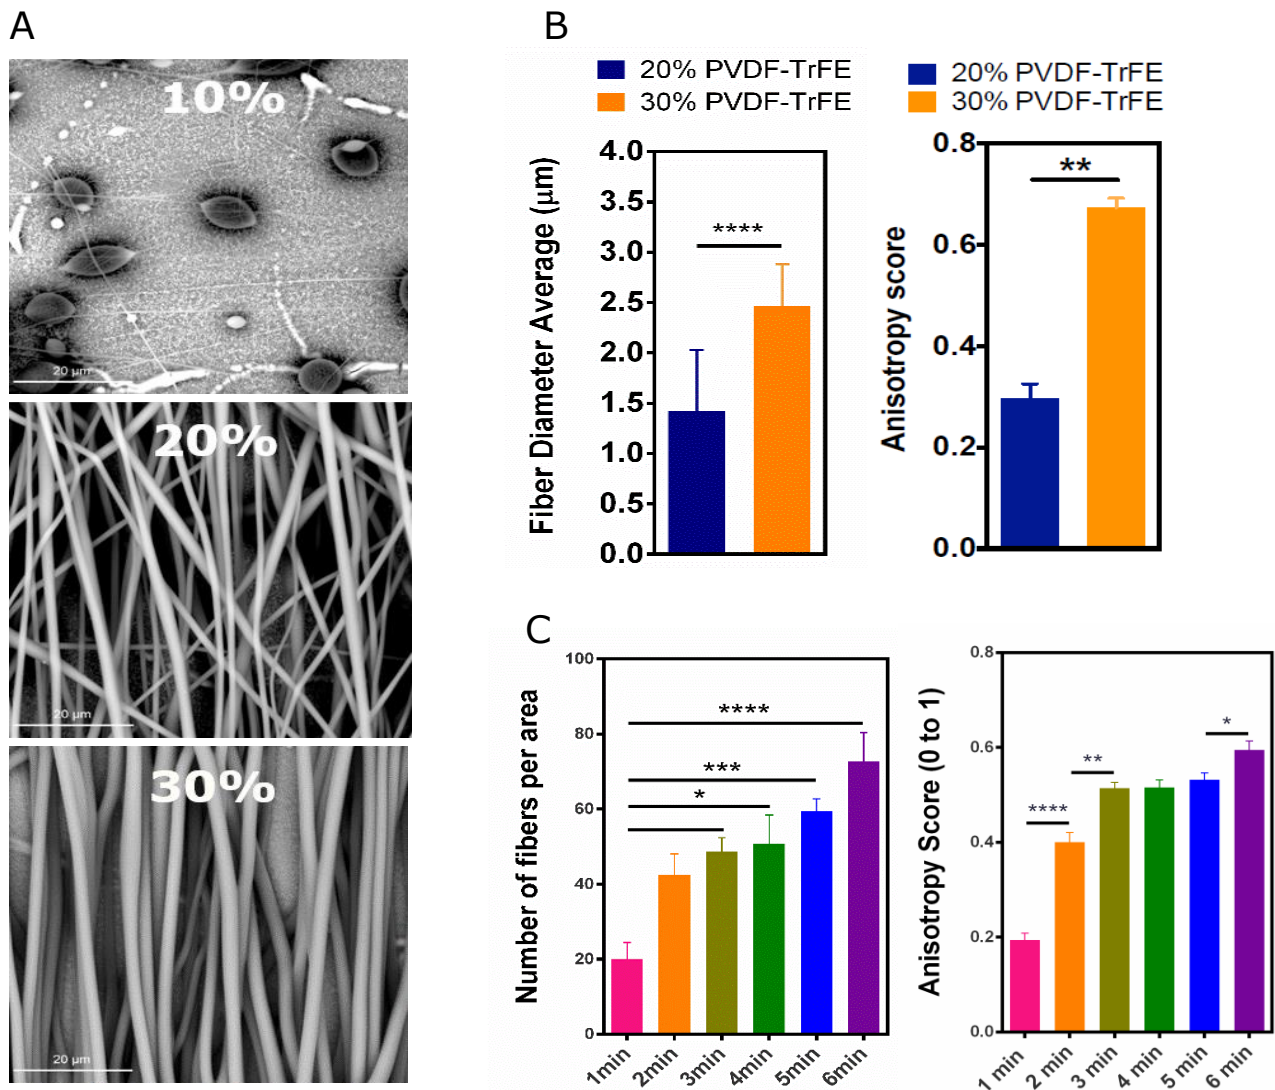 A
10%
20 µm
20%
20 µm
30%
20 µm
B
20% PVDF-TrFE
30% PVDF-TrFE
Fiber Diameter Average (µm)
4.0
3.5
3.0
2.5
2.0
1.5
1.0
0.5
0.0
****
20% PVDF-TrFE
30% PVDF-TrFE
Anisotropy score
0.8
0.6
0.4
0.2
0.0
**
C
Number of fibers per area
100
80
60
40
20
0
****
***
*
1min
2min
3min
4min
5min
6min
Anisotropy Score (0 to 1)
0.8
0.6
0.4
0.2
0.0
****
**
*
1 min
2 min
3 min
4 min
5 min
6 min